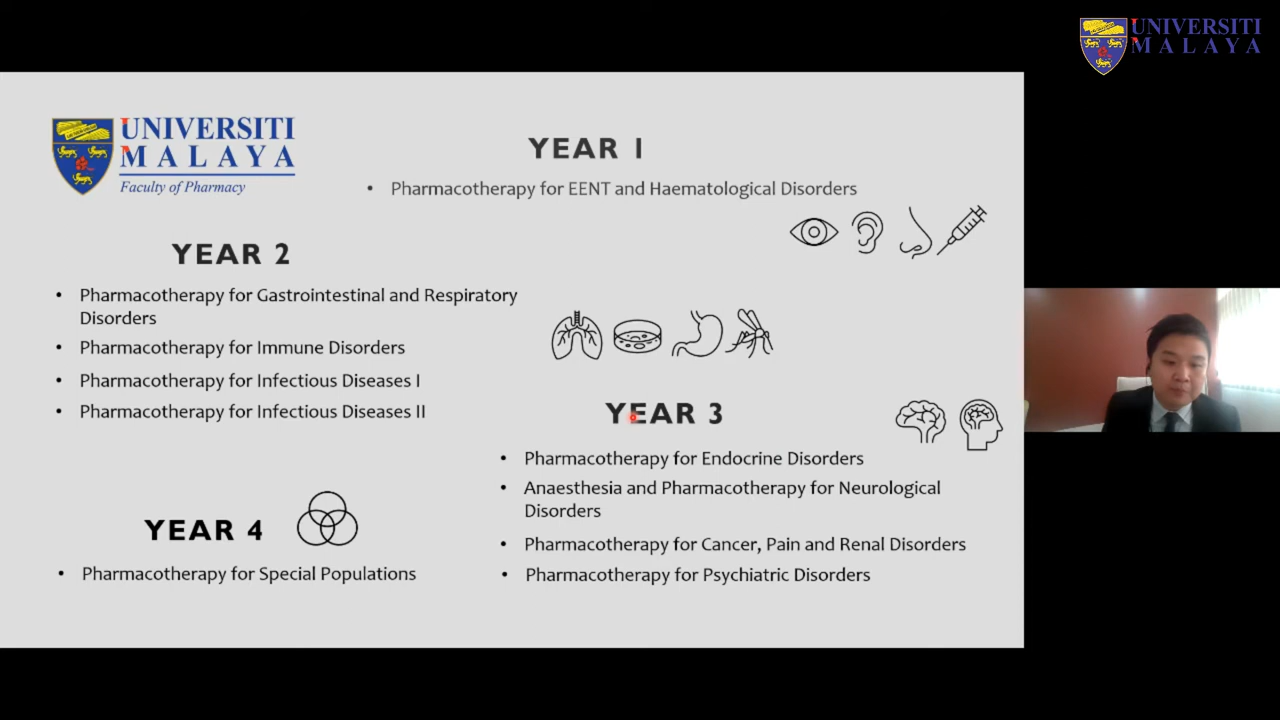 UNIVERSITI
MALAYA
UNIVERSITI
MALAYA
Faculty of Pharmacy
YEAR 1
• Pharmacotherapy for EENT and Haematological Disorders
YEAR 2
• Pharmacotherapy for Gastrointestinal and Respiratory
Disorders
• Pharmacotherapy for Immune Disorders
• Pharmacotherapy for Infectious Diseases I
• Pharmacotherapy for Infectious Diseases II
YEAR 3
• Pharmacotherapy for Endocrine Disorders
• Anaesthesia and Pharmacotherapy for Neurological
Disorders
• Pharmacotherapy for Cancer, Pain and Renal Disorders
• Pharmacotherapy for Psychiatric Disorders
YEAR 4
• Pharmacotherapy for Special Populations